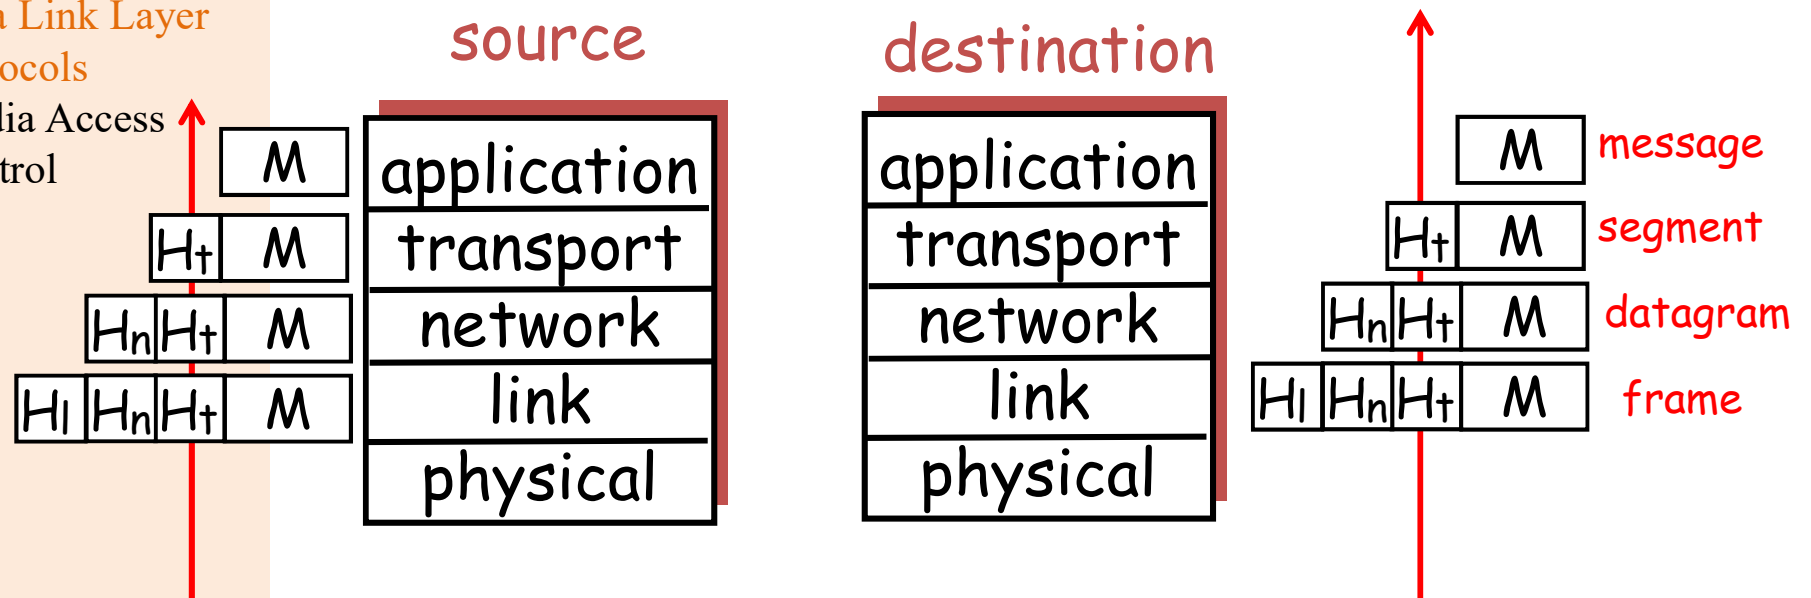 a Link Layer
ocols
dia Access
trol
source
M
application
Ht M
transport
Hn Ht M
network
Hl Hn Ht M
link
physical
destination
application
M
message
transport
Ht M
segment
network
Hn Ht M
datagram
link
Hl Hn Ht M
frame
physical